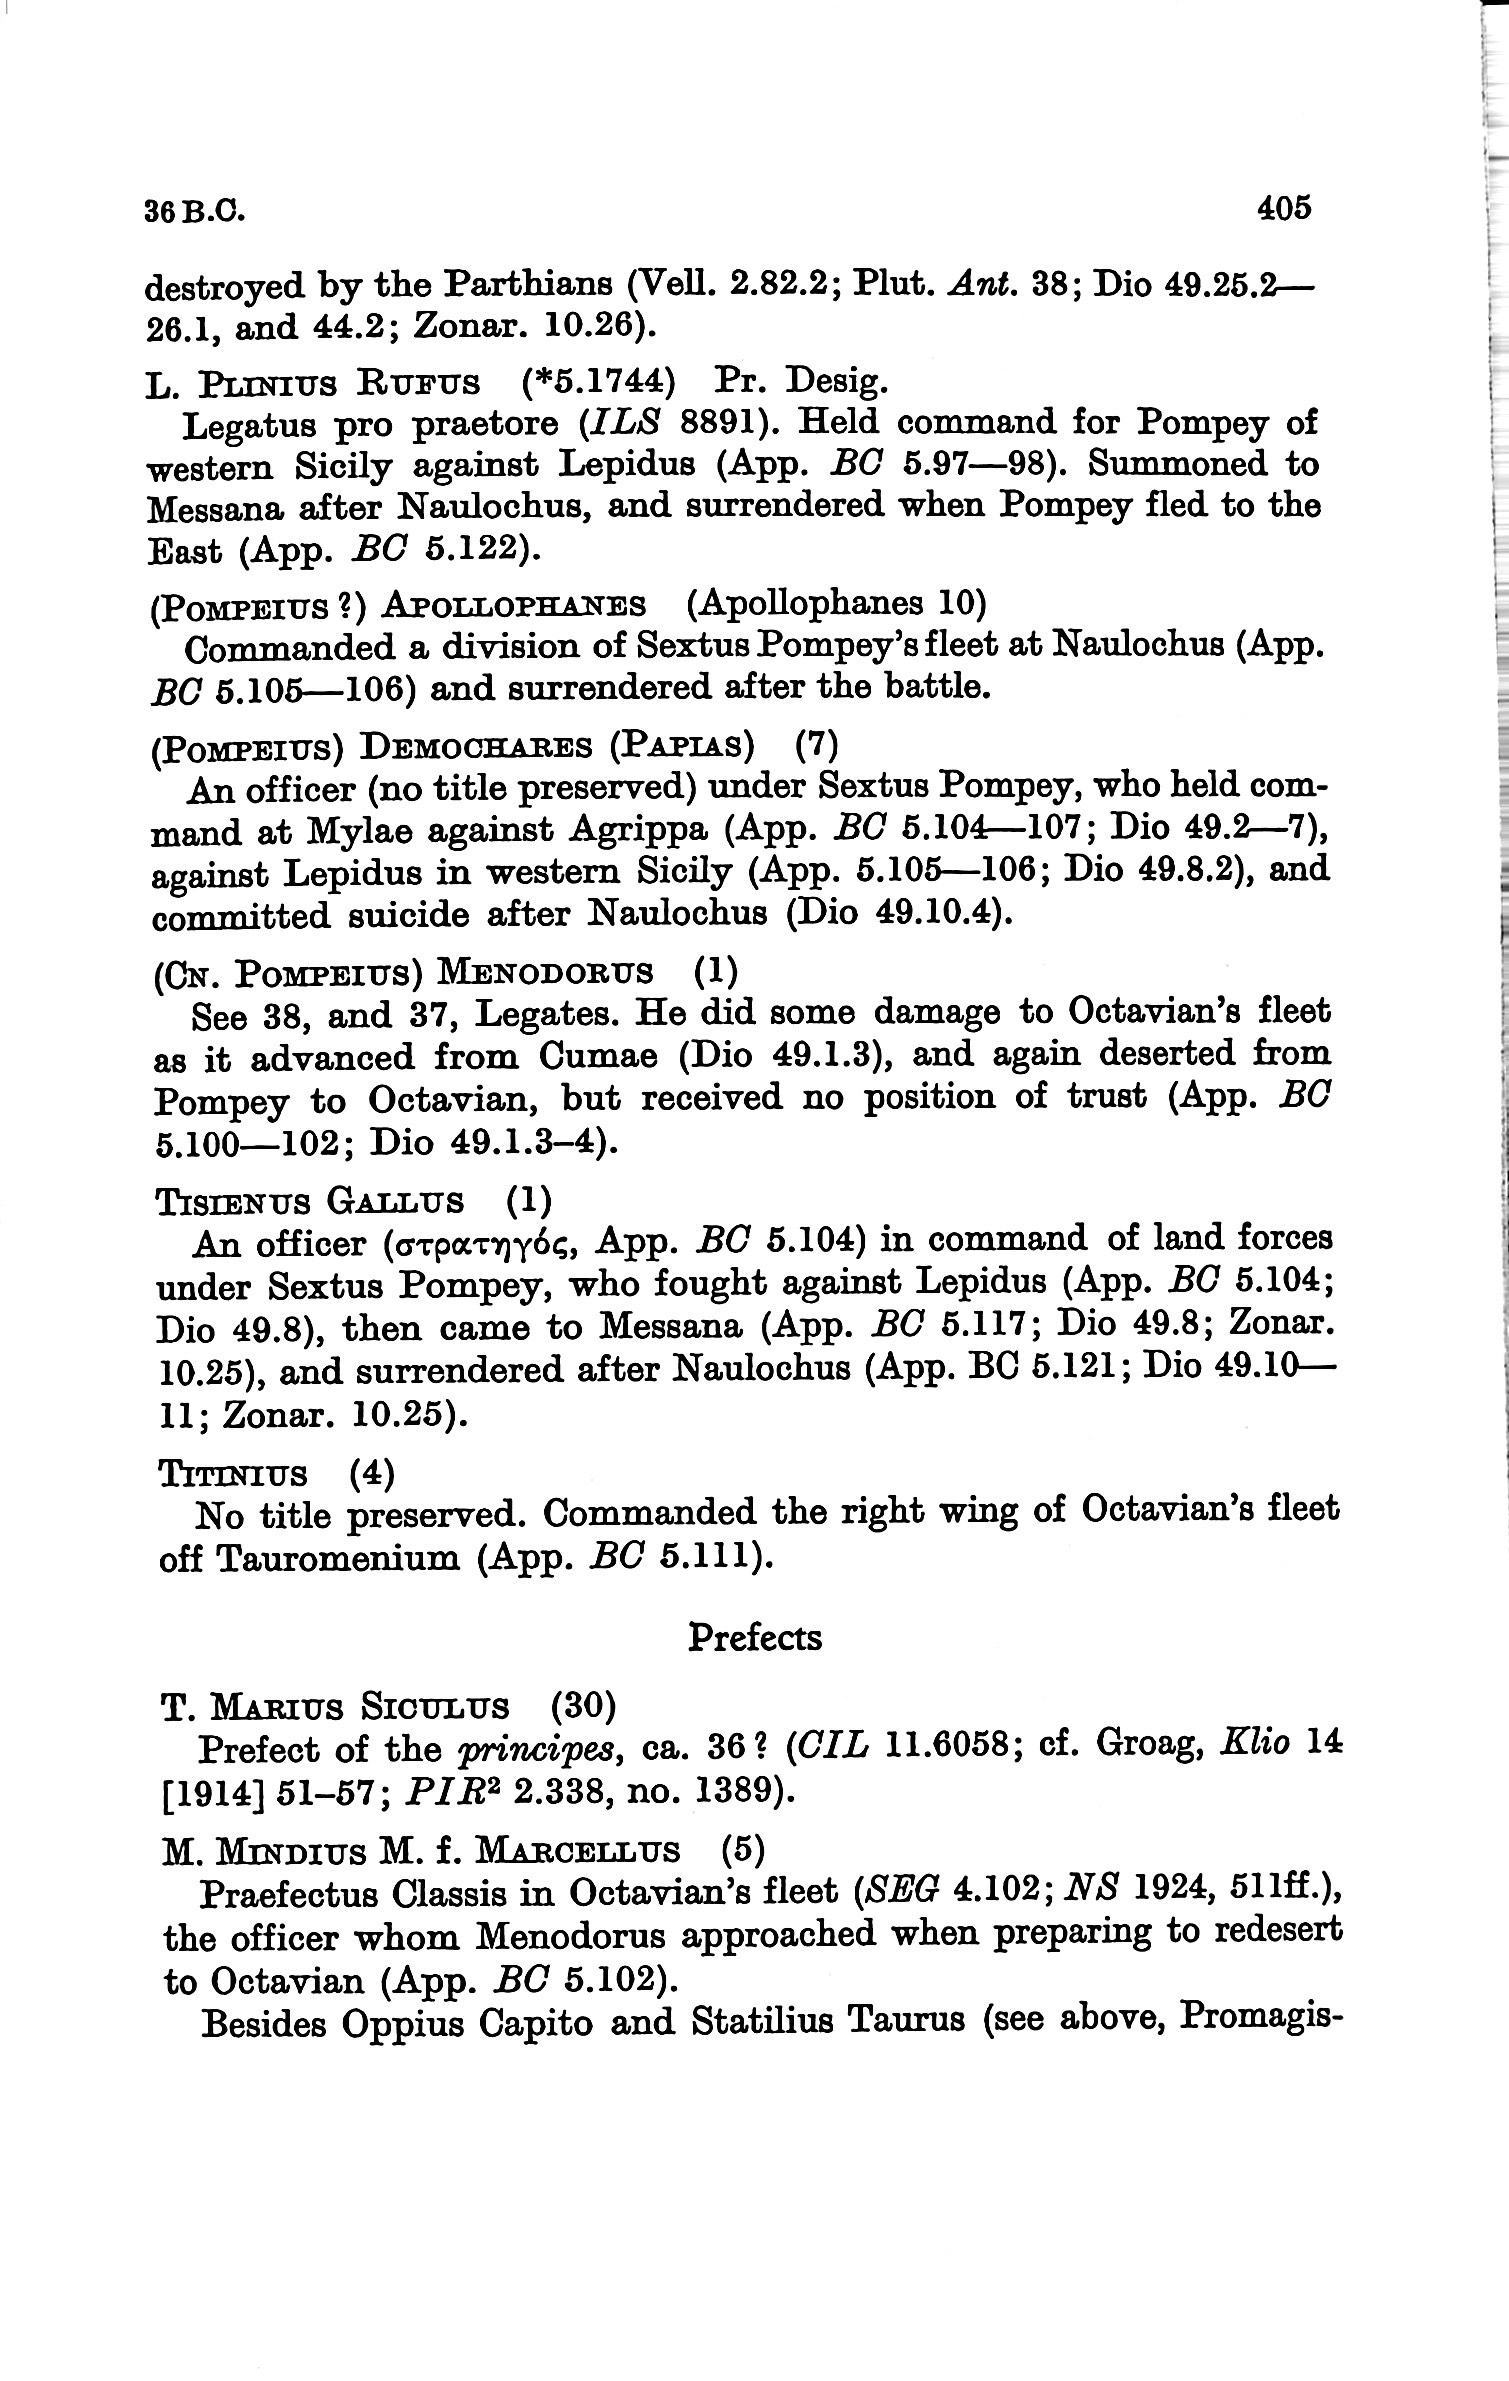 36 B.C. 405
destroyed by the Parthians (Vell. 2.82.2; Plut. Ant. 38; Dio 49.25.2—
26.1, and 44.2; Zonar. 10.26).
L. PLINIUS RUFUS (*5.1744) Pr. Desig.
Legatus pro praetore (ILS 8891). Held command for Pompey of
western Sicily against Lepidus (App. BC 5.97—98). Summoned to
Messana after Naulochus, and surrendered when Pompey fled to the
East (App. BC 5.122).
(POMPEIUS ?) APOLLOPHANES (Apollophanes 10)
Commanded a division of Sextus Pompey's fleet at Naulochus (App.
BC 5.105—106) and surrendered after the battle.
(POMPEIUS) DEMOCHARES (PAPIAS) (7)
An officer (no title preserved) under Sextus Pompey, who held com-
mand at Mylae against Agrippa (App. BC 5.104—107; Dio 49.2—7),
against Lepidus in western Sicily (App. 5.105—106; Dio 49.8.2), and
committed suicide after Naulochus (Dio 49.10.4).
(CN. POMPEIUS) MENODORUS (1)
See 38, and 37, Legates. He did some damage to Octavian's fleet
as it advanced from Cumae (Dio 49.1.3), and again deserted from
Pompey to Octavian, but received no position of trust (App. BC
5.100—102; Dio 49.1.3–4).
TISIENUS GALLUS (1)
An officer (στρατηγός, App. BC 5.104) in command of land forces
under Sextus Pompey, who fought against Lepidus (App. BC 5.104;
Dio 49.8), then came to Messana (App. BC 5.117; Dio 49.8; Zonar.
10.25), and surrendered after Naulochus (App. BC 5.121; Dio 49.10—
11; Zonar. 10.25).
TITINIUS (4)
No title preserved. Commanded the right wing of Octavian's fleet
off Tauromenium (App. BC 5.111).
Prefects
T. MARIUS SICULUS (30)
Prefect of the principes, ca. 36 ? (CIL 11.6058; cf. Groag, Klio 14
[1914] 51–57; PIR² 2.338, no. 1389).
M. MINDIUS M. f. MARCELLUS (5)
Praefectus Classis in Octavian's fleet (SEG 4.102; NS 1924, 511ff.),
the officer whom Menodorus approached when preparing to redesert
to Octavian (App. BC 5.102).
Besides Oppius Capito and Statilius Taurus (see above, Promagis-